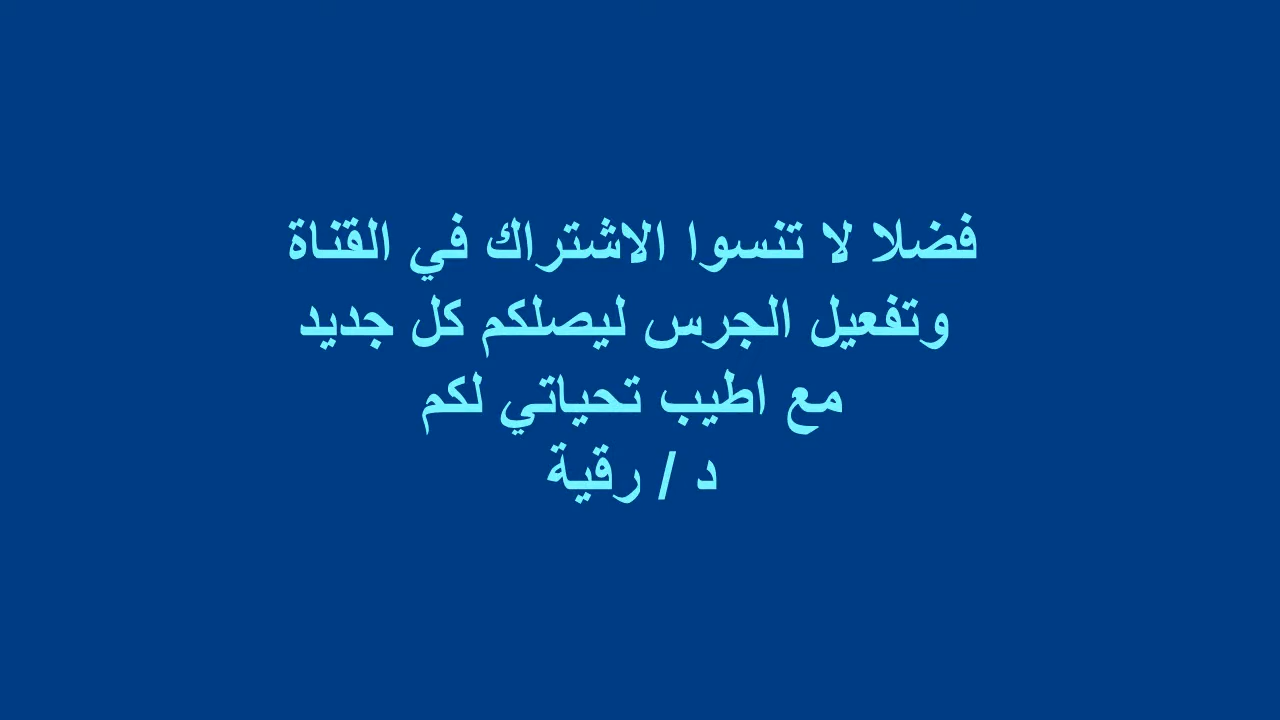 فضلا لا تنسوا الاشتراك في القناة
وتفعيل الجرس ليصلكم كل جديد
مع اطيب تحياتي لكم
د / رقية